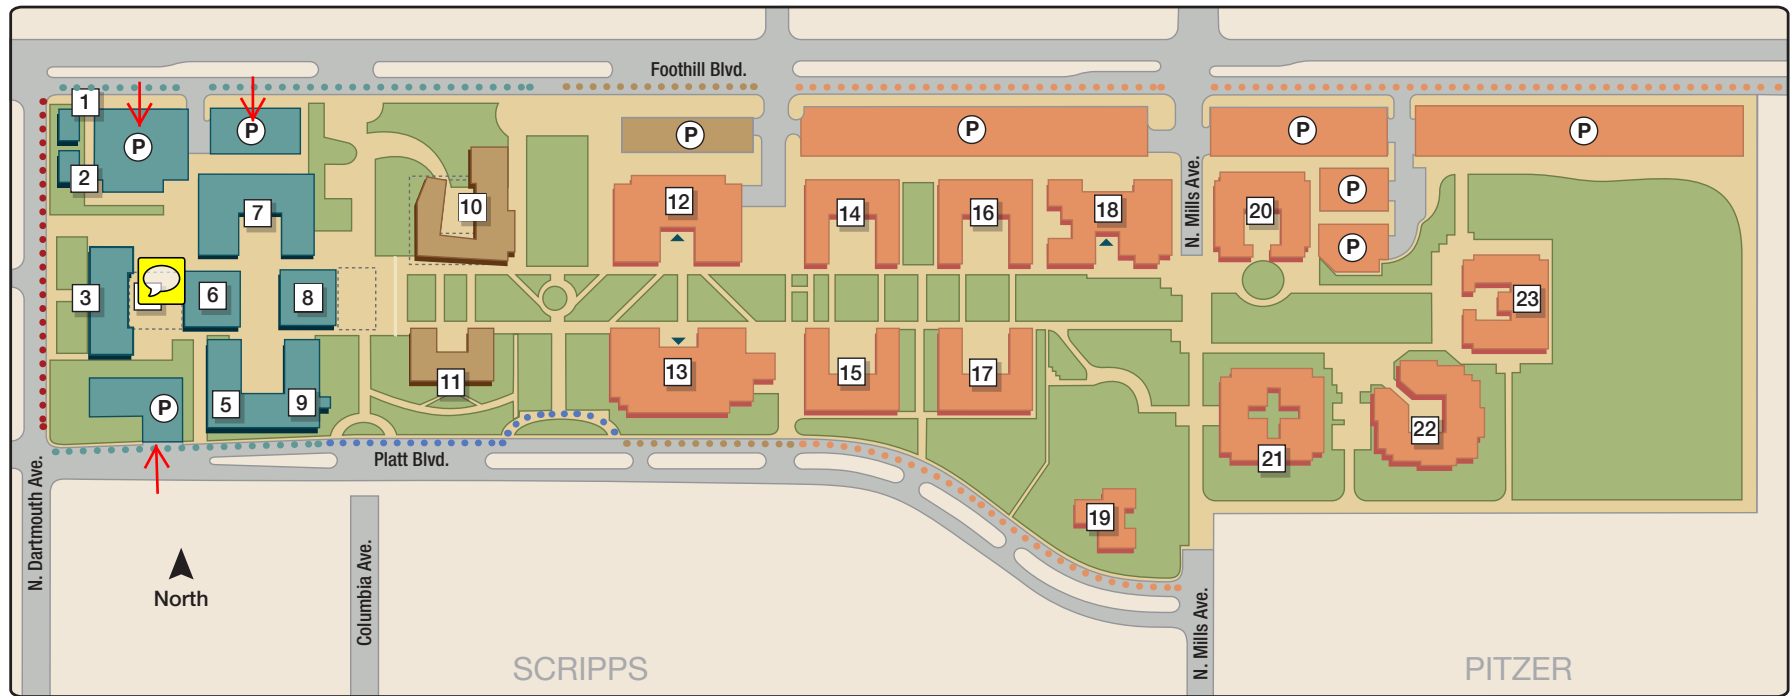 Foothill Blvd.
1
P
P
P
P
P
P
2
7
10
12
14
16
18
N. Mills Ave.
20
P
P
3
6
8
23
5
9
P
11
13
15
17
22
21
Platt Blvd.
N. Dartmouth Ave.
19
Columbia Ave.
North
N. Mills Ave.
SCRIPPS
PITZER